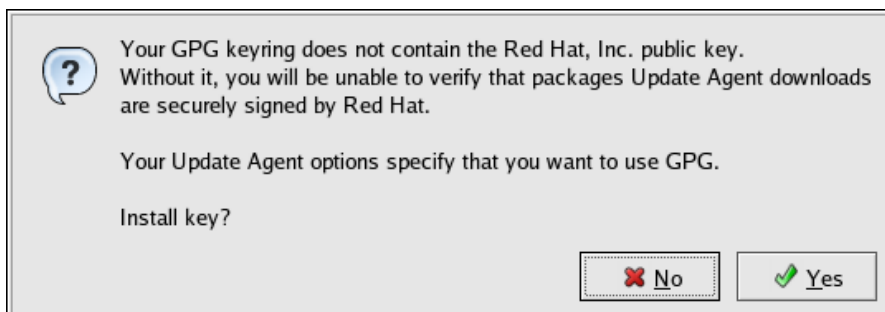 Your GPG keyring does not contain the Red Hat, Inc. public key.
Without it, you will be unable to verify that packages Update Agent downloads
are securely signed by Red Hat.
Your Update Agent options specify that you want to use GPG.
Install key?
No
Yes